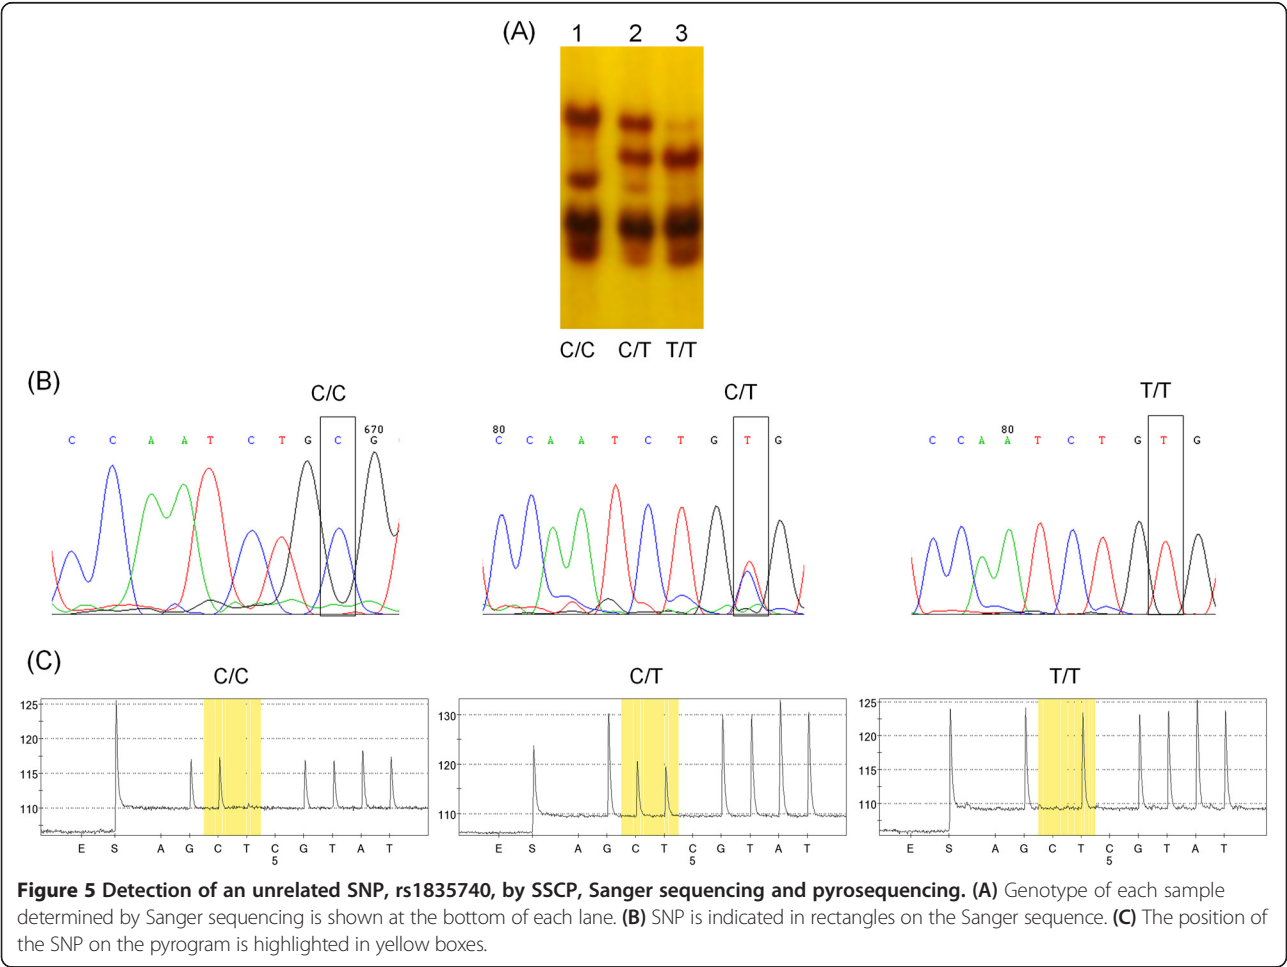 (A)
1 2 3
C/C C/T T/T
(B)
C/C C/T T/T
670 80 80
C C A A T C T G C G
C C A A T C T G T G
C C A A T C T G T G
(C)
C/C C/T T/T
125
120
115
110
E S A G C T C G T A T
5
130
120
110
E S A G C T C G T A T
5
125
120
115
110
E S A G C T C G T A T
5
Figure 5 Detection of an unrelated SNP, rs1835740, by SSCP, Sanger sequencing and pyrosequencing. (A) Genotype of each sample
determined by Sanger sequencing is shown at the bottom of each lane. (B) SNP is indicated in rectangles on the Sanger sequence. (C) The position of
the SNP on the pyrogram is highlighted in yellow boxes.